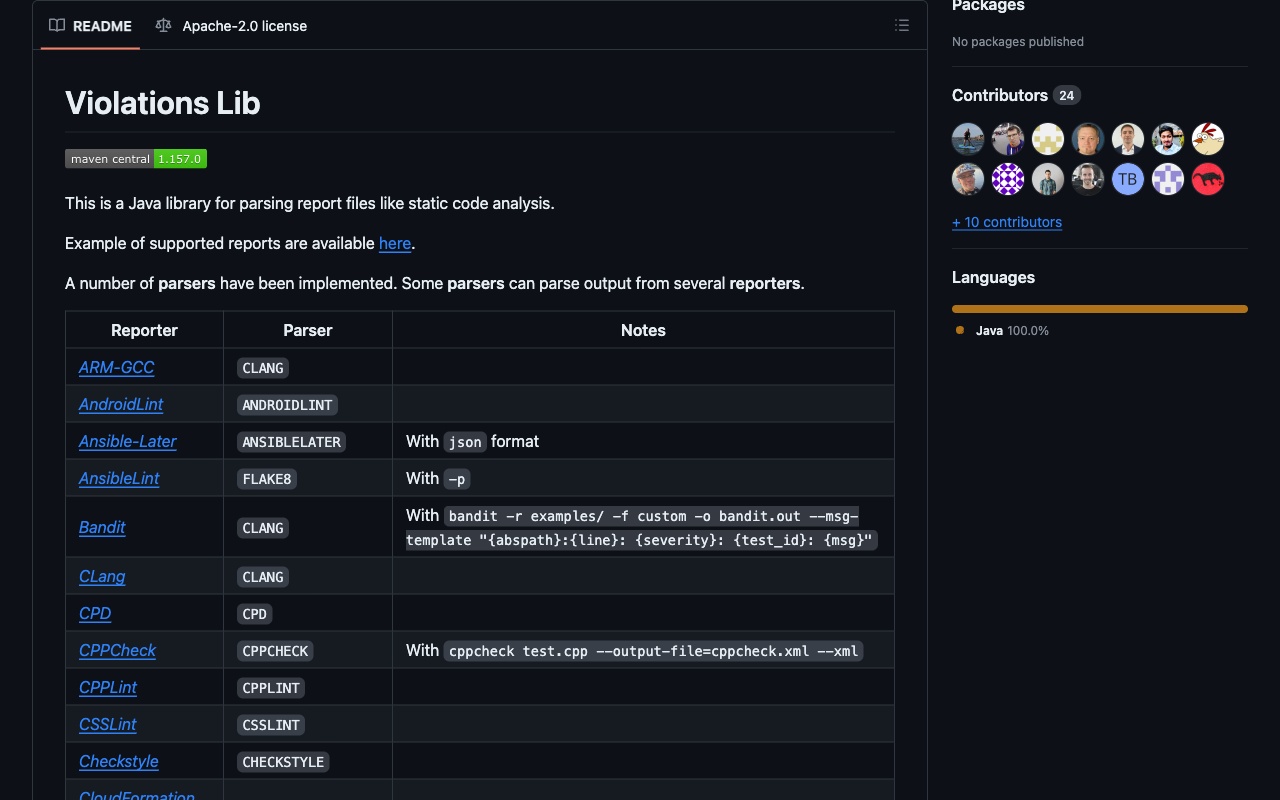 README
Apache-2.0 license
Violations Lib
maven central 1.157.0
This is a Java library for parsing report files like static code analysis.
Example of supported reports are available here.
A number of parsers have been implemented. Some parsers can parse output from several reporters.
Reporter Parser Notes
ARM-GCC CLANG
AndroidLint ANDROIDLINT
Ansible-Later ANSIBLELATER With json format
AnsibleLint FLAKE8 With -p
Bandit CLANG With bandit -r examples/ -f custom -o bandit.out --msg-
template "{abspath}:{line}: {severity}: {test_id}: {msg}"
CLang CLANG
CPD CPD
CPPCheck CPPCHECK With cppcheck test.cpp --output-file=cppcheck.xml --xml
CPPLint CPPLINT
CSSLint CSSLINT
Checkstyle CHECKSTYLE
CloudFormation
Packages
No packages published
Contributors 24
TB
+ 10 contributors
Languages
Java 100.0%